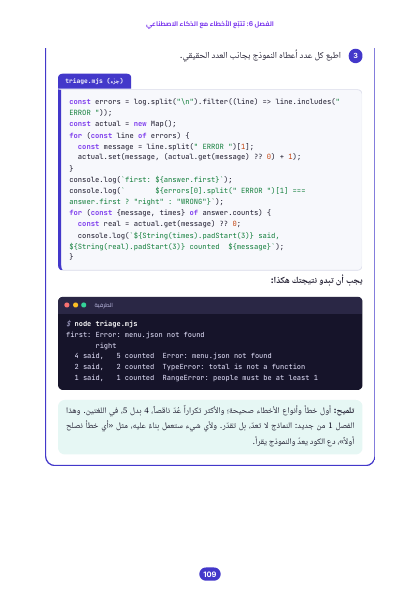 الفصل 6: تتبّع الأخطاء مع الذكاء الاصطناعي
3 اطبع كل عدد أعطاه النموذج بجانب العدد الحقيقي.
triage.mjs (جزء)
const errors = log.split("\n").filter((line) => line.includes("
ERROR "));
const actual = new Map();
for (const line of errors) {
  const message = line.split(" ERROR ")[1];
  actual.set(message, (actual.get(message) ?? 0) + 1);
}
console.log(`first: ${answer.first}`);
console.log(`       ${errors[0].split(" ERROR ")[1] ===
answer.first ? "right" : "WRONG"}`);
for (const {message, times} of answer.counts) {
  const real = actual.get(message) ?? 0;
  console.log(`${String(times).padStart(3)} said,
${String(real).padStart(3)} counted  ${message}`);
}
يجب أن تبدو نتيجتك هكذا:
الطرفية
$ node triage.mjs
first: Error: menu.json not found
       right
  4 said,   5 counted  Error: menu.json not found
  2 said,   2 counted  TypeError: total is not a function
  1 said,   1 counted  RangeError: people must be at least 1
تلميح: أول خطأ وأنواع الأخطاء صحيحة؛ والأكثر تكراراً عُدّ ناقصاً، 4 بدل 5، في اللغتين. وهذا
الفصل 1 من جديد: النماذج لا تعدّ، بل تقدّر. ولأي شيء ستعمل بناءً عليه، مثل «أي خطأ نصلح
أولاً»، دع الكود يعدّ والنموذج يقرأ.
109